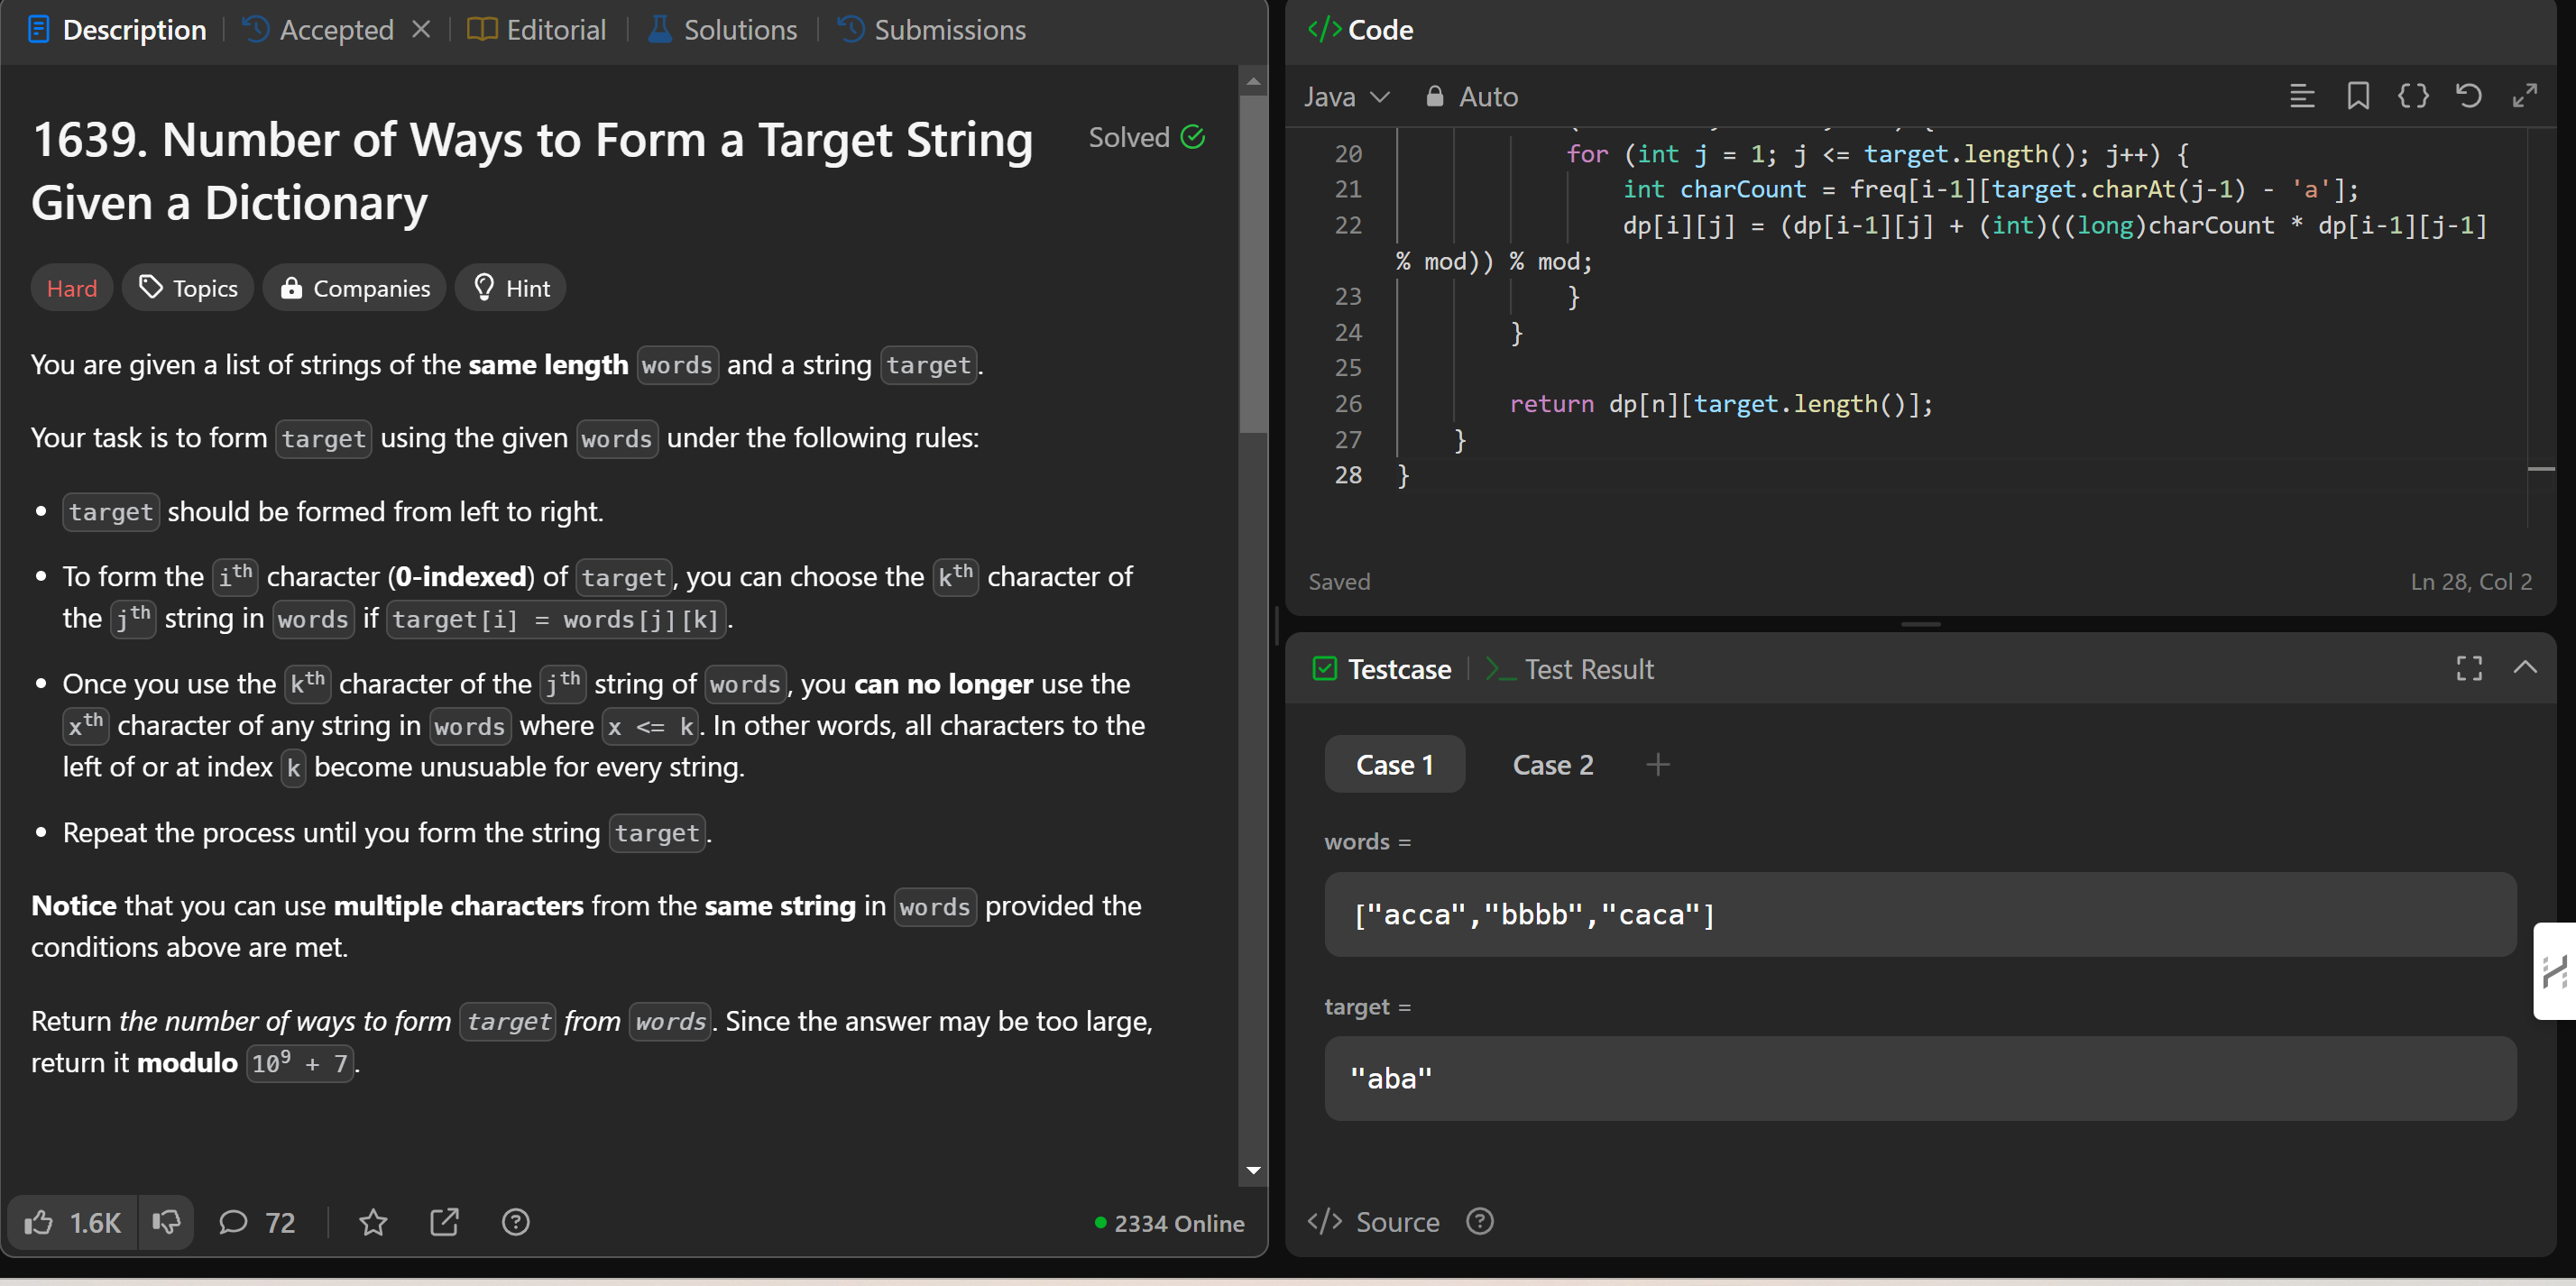 Description
Accepted
Editorial
Solutions
Submissions
1639. Number of Ways to Form a Target String
Given a Dictionary
Solved
Hard
Topics
Companies
Hint
You are given a list of strings of the same length words and a string target.
Your task is to form target using the given words under the following rules:
• target should be formed from left to right.
• To form the ith character (0-indexed) of target, you can choose the kth character of
the jth string in words if target[i] = words[j][k].
• Once you use the kth character of the jth string of words, you can no longer use the
xth character of any string in words where x <= k. In other words, all characters to the
left of or at index k become unusuable for every string.
• Repeat the process until you form the string target.
Notice that you can use multiple characters from the same string in words provided the
conditions above are met.
Return the number of ways to form target from words. Since the answer may be too large,
return it modulo 10^9 + 7.
1.6K
72
2334 Online
</> Code
Java
Auto
20 for (int j = 1; j <= target.length(); j++) {
21 int charCount = freq[i-1][target.charAt(j-1) - 'a'];
22 dp[i][j] = (dp[i-1][j] + (int)((long)charCount * dp[i-1][j-1]
% mod)) % mod;
23 }
24 }
25
26 return dp[n][target.length()];
27 }
28 }
Saved
Ln 28, Col 2
Testcase
Test Result
Case 1
Case 2
words =
["acca","bbbb","caca"]
target =
"aba"
</> Source